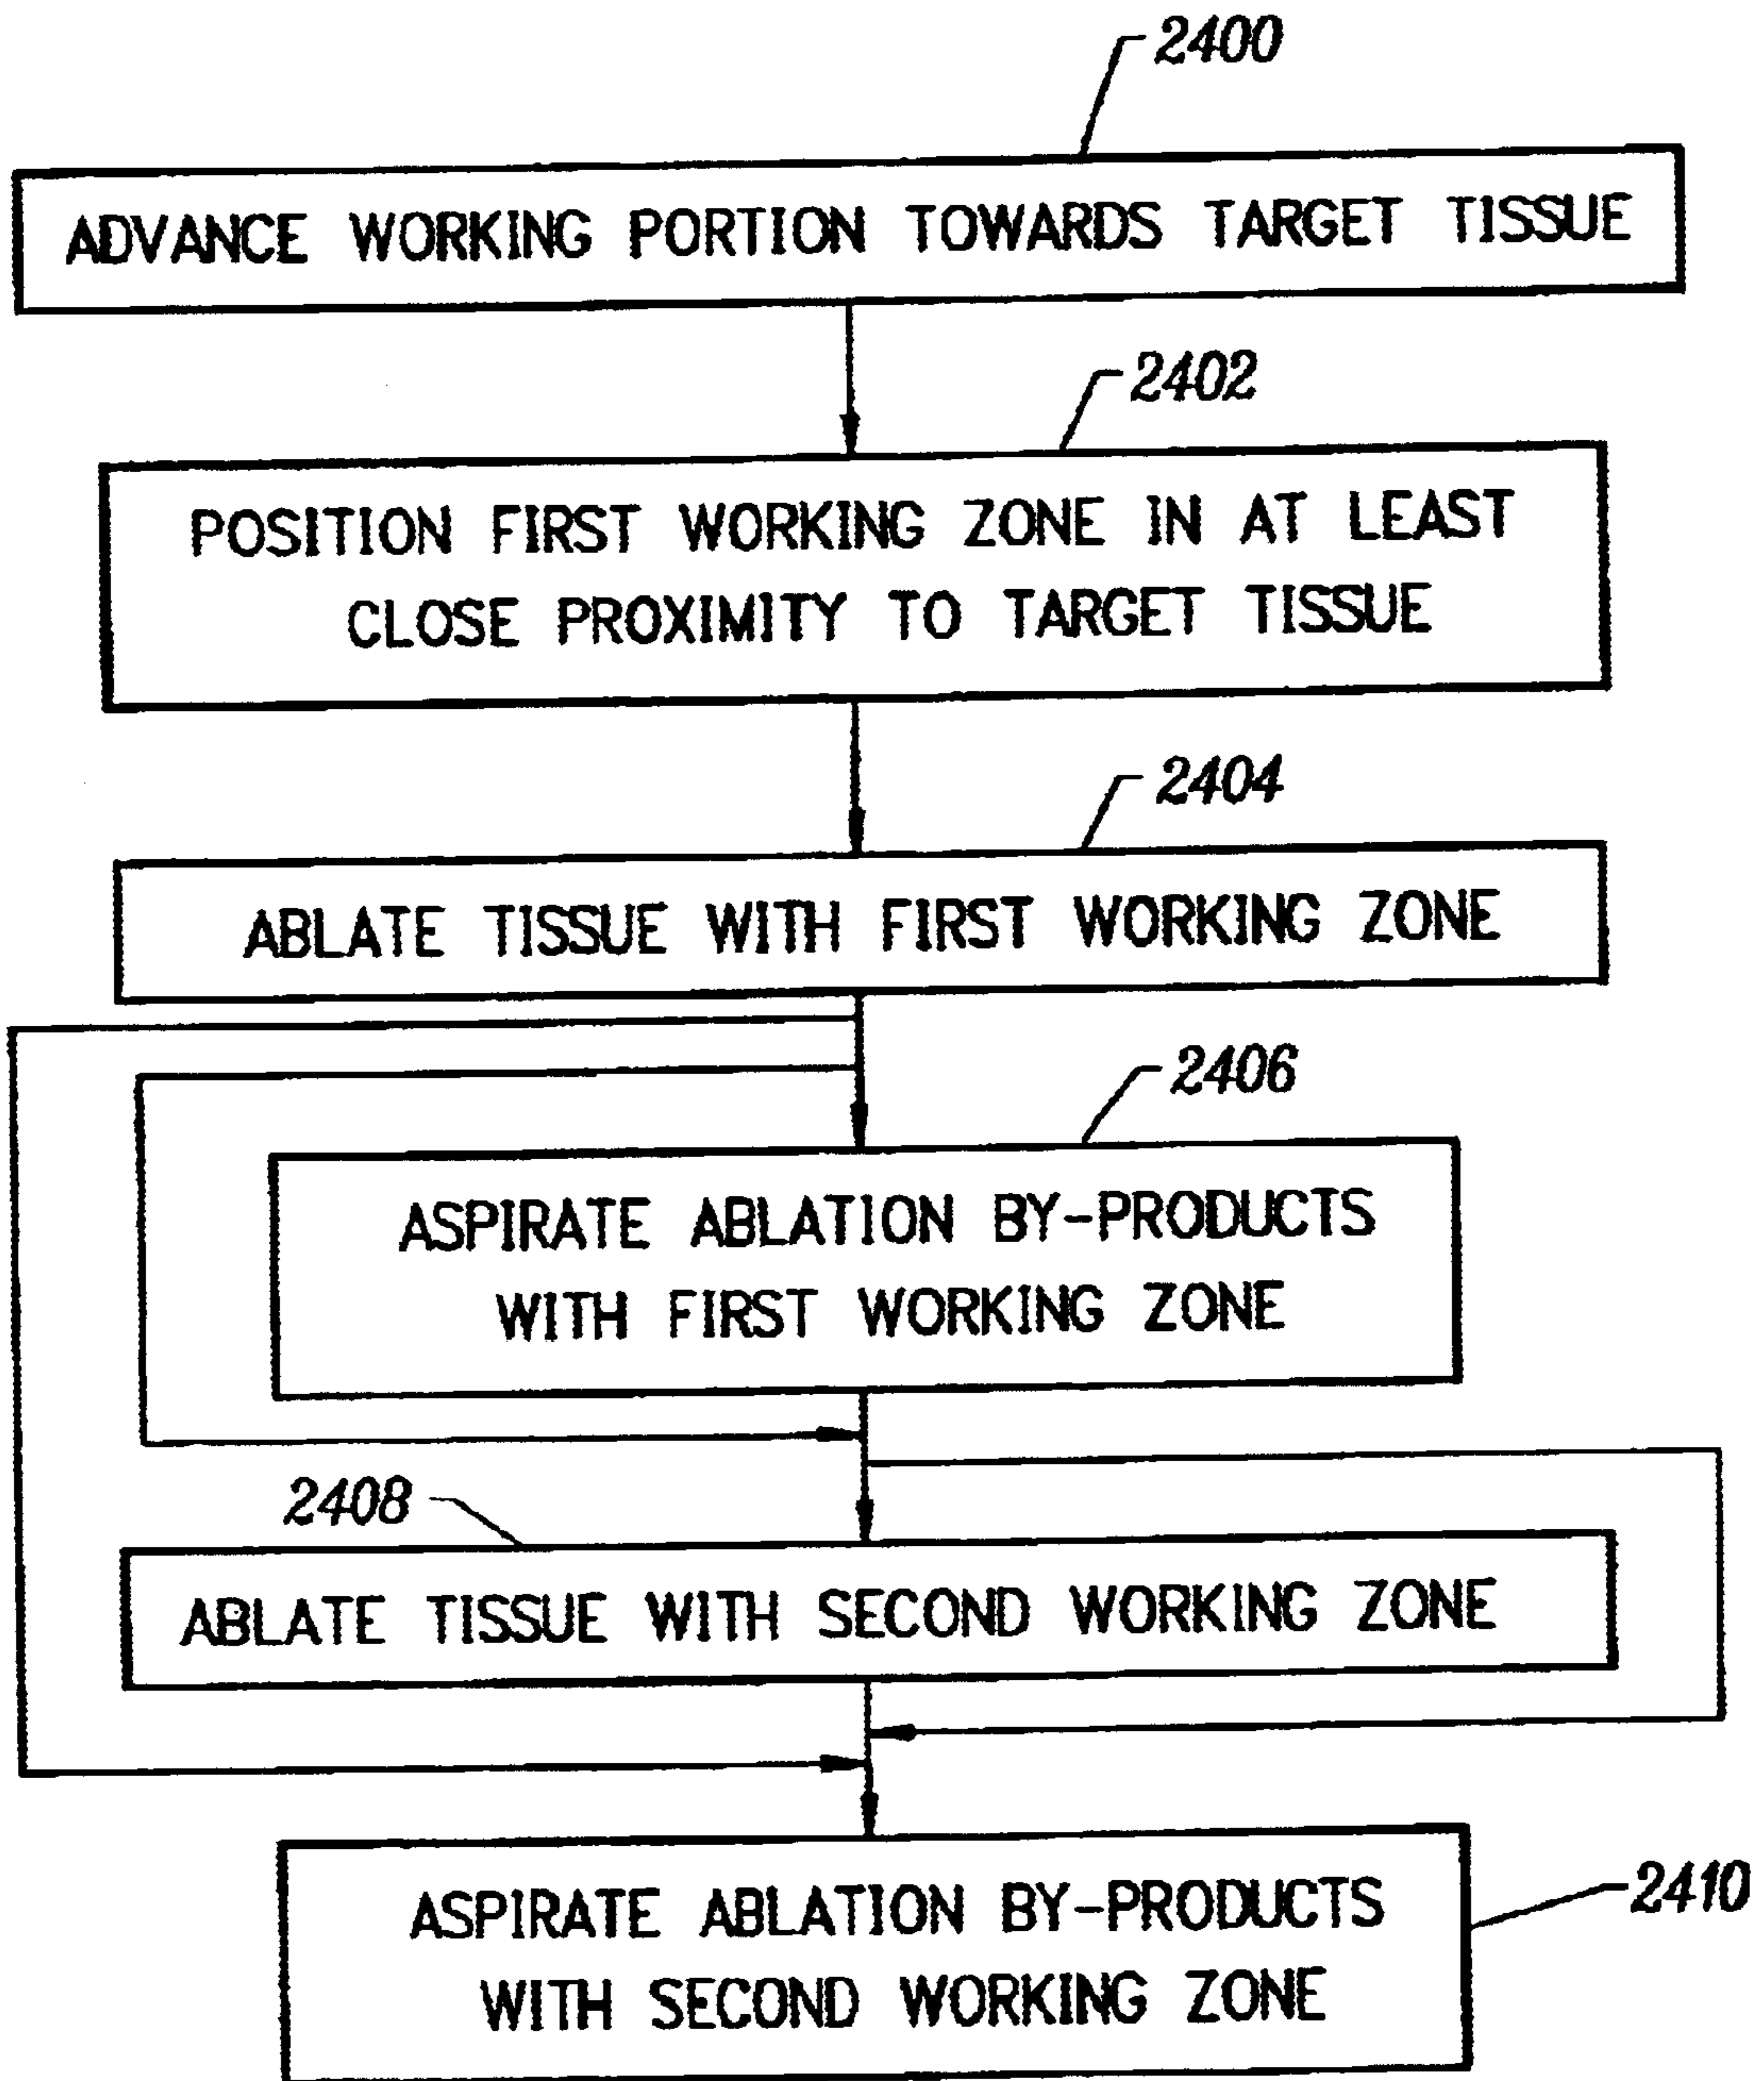 2400
ADVANCE WORKING PORTION TOWARDS TARGET TISSUE
2402
POSITION FIRST WORKING ZONE IN AT LEAST
CLOSE PROXIMITY TO TARGET TISSUE
2404
ABLATE TISSUE WITH FIRST WORKING ZONE
2406
ASPIRATE ABLATION BY-PRODUCTS
WITH FIRST WORKING ZONE
2408
ABLATE TISSUE WITH SECOND WORKING ZONE
2410
ASPIRATE ABLATION BY-PRODUCTS
WITH SECOND WORKING ZONE